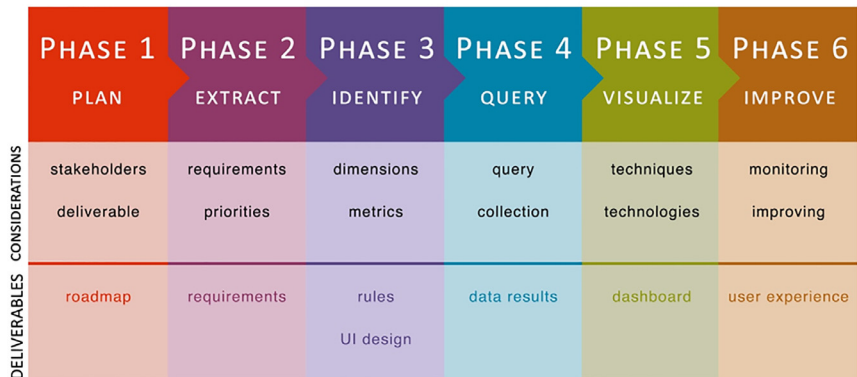 PHASE 1 PHASE 2 PHASE 3 PHASE 4 PHASE 5 PHASE 6
PLAN EXTRACT IDENTIFY QUERY VISUALIZE IMPROVE
CONSIDERATIONS
stakeholders requirements dimensions query techniques monitoring
deliverable priorities metrics collection technologies improving
DELIVERABLES
roadmap requirements rules data results dashboard user experience
UI design